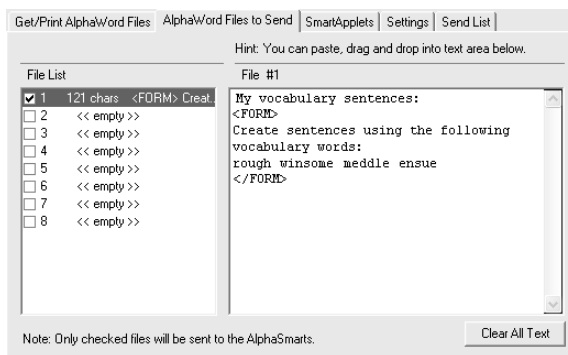 Get/Print AlphaWord Files AlphaWord Files to Send SmartApplets Settings Send List
Hint: You can paste, drag and drop into text area below.
File List
1 121 chars <FORM> Creat.
2 << empty >>
3 << empty >>
4 << empty >>
5 << empty >>
6 << empty >>
7 << empty >>
8 << empty >>
File #1
My vocabulary sentences:
<FORM>
Create sentences using the following
vocabulary words:
rough winsome meddle ensue
</FORM>
Note: Only checked files will be sent to the AlphaSmarts.
Clear All Text